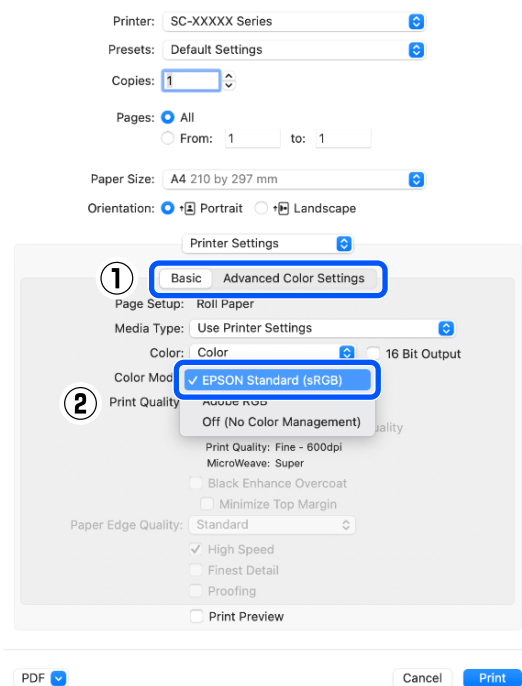 Printer: SC-XXXXX Series
Presets: Default Settings
Copies: 1
Pages: All
From: 1 to: 1
Paper Size: A4 210 by 297 mm
Orientation: Portrait Landscape
Printer Settings
1 Basic Advanced Color Settings
Page Setup: Roll Paper
Media Type: Use Printer Settings
Color: Color 16 Bit Output
Color Mod ✓ EPSON Standard (sRGB)
2 Adobe RGB
Print Quality
Off (No Color Management)
Print Quality: Fine - 600dpi
MicroWeave: Super
Black Enhance Overcoat
Minimize Top Margin
Paper Edge Quality: Standard
High Speed
Finest Detail
Proofing
Print Preview
PDF Cancel Print